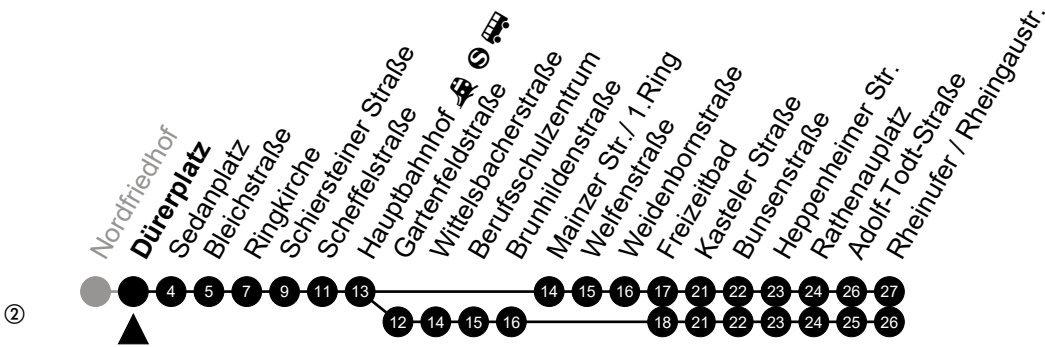 Nordfriedhof
Dürerplatz
Sedanplatz
Bleichstraße
Ringkirche
Schiersteiner Straße
Scheffelstraße
Hauptbahnhof S
Gartenfeldstraße
Wittelsbacherstraße
Berufsschulzentrum
Brunhildenstraße
Mainzer Str./ 1.Ring
Welfenstraße
Weidenbornstraße
Freizeitbad
Kasteler Straße
Bunsenstraße
Heppenheimer Str.
Rathenauplatz
Adolf-Todt-Straße
Rheinufer / Rheingaustr.
4 5 7 9 11 13 14 15 16 17 21 22 23 24 26 27
② 12 14 15 16 18 21 22 23 24 25 26